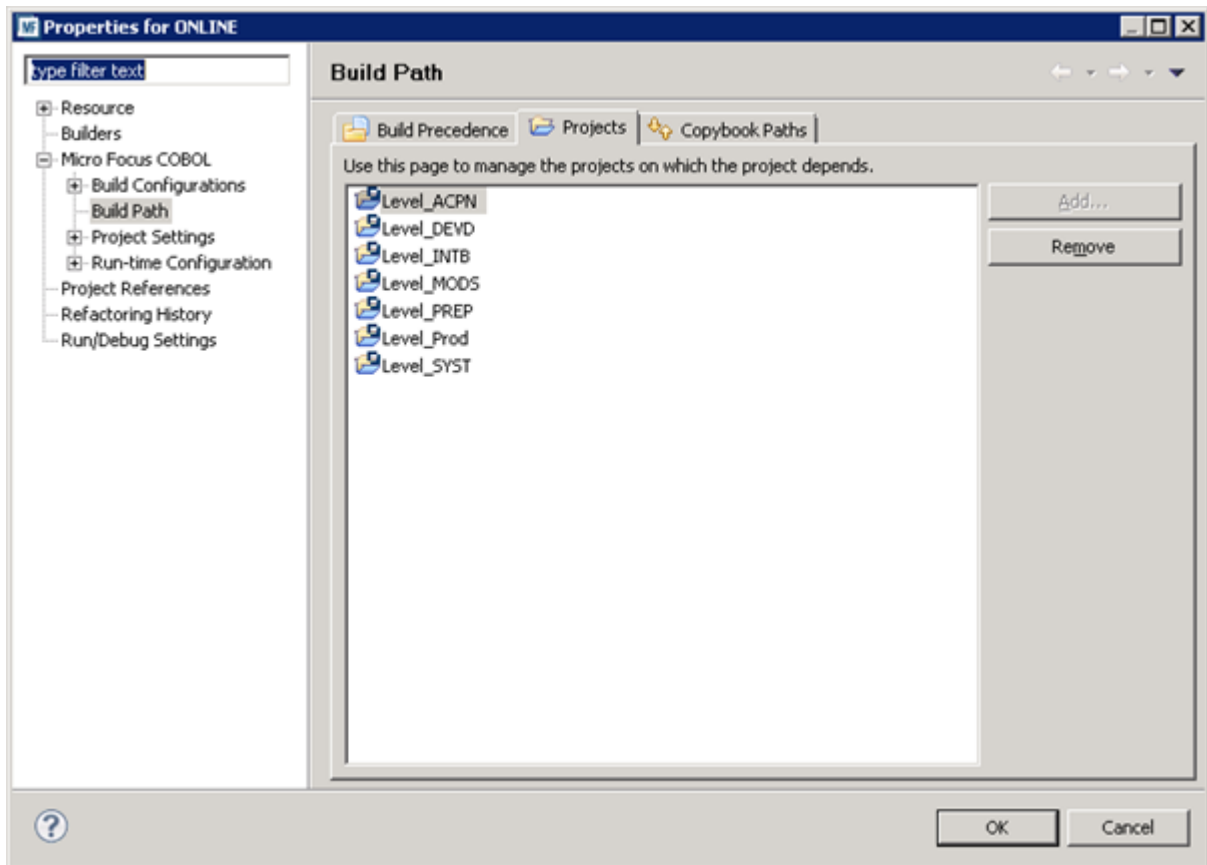 Properties for ONLINE
type filter text
Resource
Builders
Micro Focus COBOL
Build Configurations
Build Path
Project Settings
Run-time Configuration
Project References
Refactoring History
Run/Debug Settings
Build Path
Build Precedence
Projects
Copybook Paths
Use this page to manage the projects on which the project depends.
Level_ACPN
Level_DEVD
Level_INTB
Level_MODS
Level_PREP
Level_Prod
Level_SYST
Add...
Remove
OK
Cancel